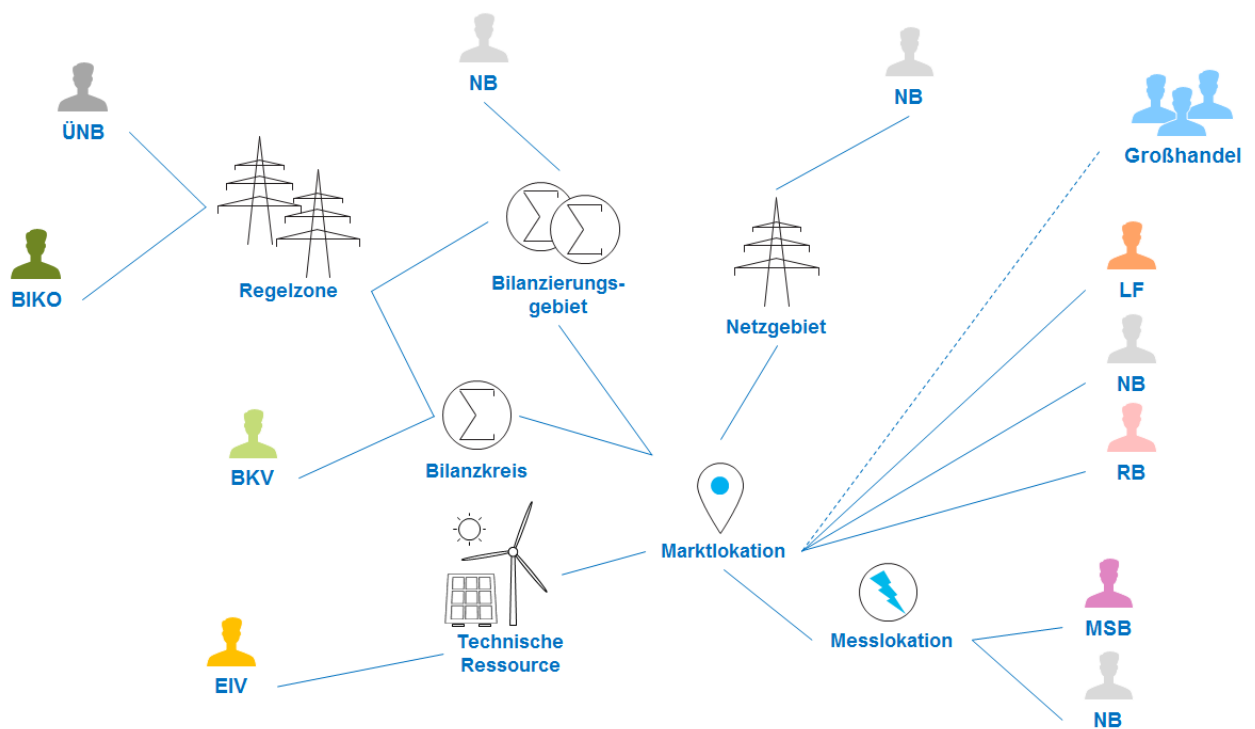 NB
NB
ÜNB
Großhandel
BIKO
Regelzone
Bilanzierungs-
gebiet
LF
Netzgebiet
NB
BKV
Bilanzkreis
RB
Marktlokation
MSB
Technische
Ressource
Messlokation
EIV
NB